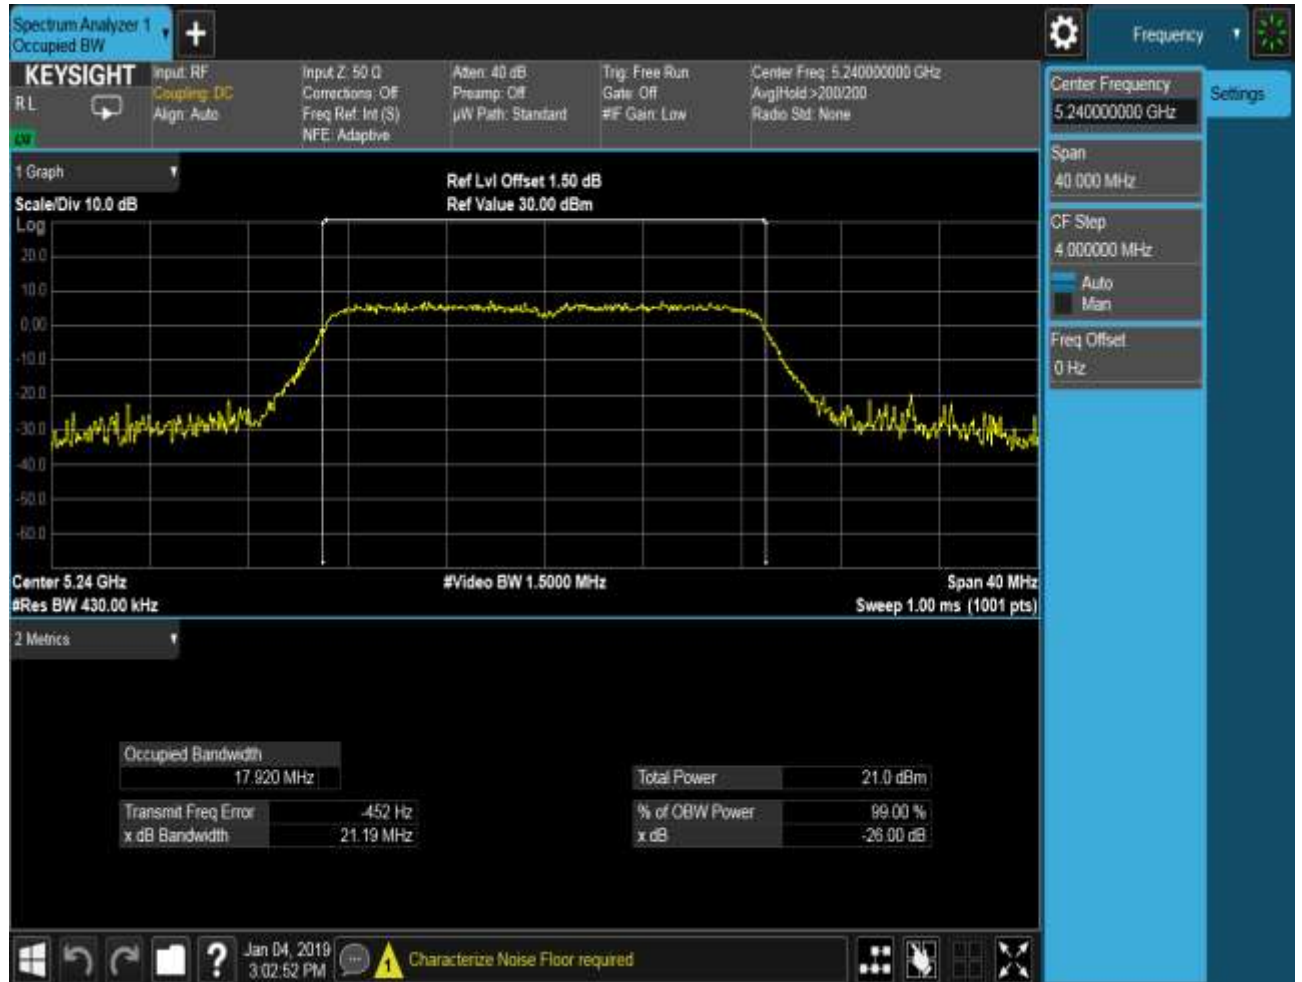 Spectrum Analyzer 1
Occupied BW
Frequency
KEYSIGHT
RL
Input: RF
Coupling: DC
Align: Auto
Input Z: 50 Ω
Corrections: Off
Freq Ref: Int (S)
NFE: Adaptive
Atten: 40 dB
Preamp: Off
µW Path: Standard
Trig: Free Run
Gate: Off
#IF Gain: Low
Center Freq: 5.240000000 GHz
Avg|Hold:>200/200
Radio Std: None
Center Frequency
5.240000000 GHz
Settings
Span
40.000 MHz
CF Step
4.000000 MHz
Auto
Man
Freq Offset
0 Hz
1 Graph
Scale/Div 10.0 dB
Ref Lvl Offset 1.50 dB
Ref Value 30.00 dBm
Log
20.0
10.0
0.00
-10.0
-20.0
-30.0
-40.0
-50.0
-60.0
Center 5.24 GHz
#Video BW 1.5000 MHz
Span 40 MHz
#Res BW 430.00 kHz
Sweep 1.00 ms (1001 pts)
2 Metrics
Occupied Bandwidth
17.920 MHz
Total Power 21.0 dBm
Transmit Freq Error -452 Hz
% of OBW Power 99.00 %
x dB Bandwidth 21.19 MHz
x dB -26.00 dB
Jan 04, 2019
3:02:52 PM
1
Characterize Noise Floor required